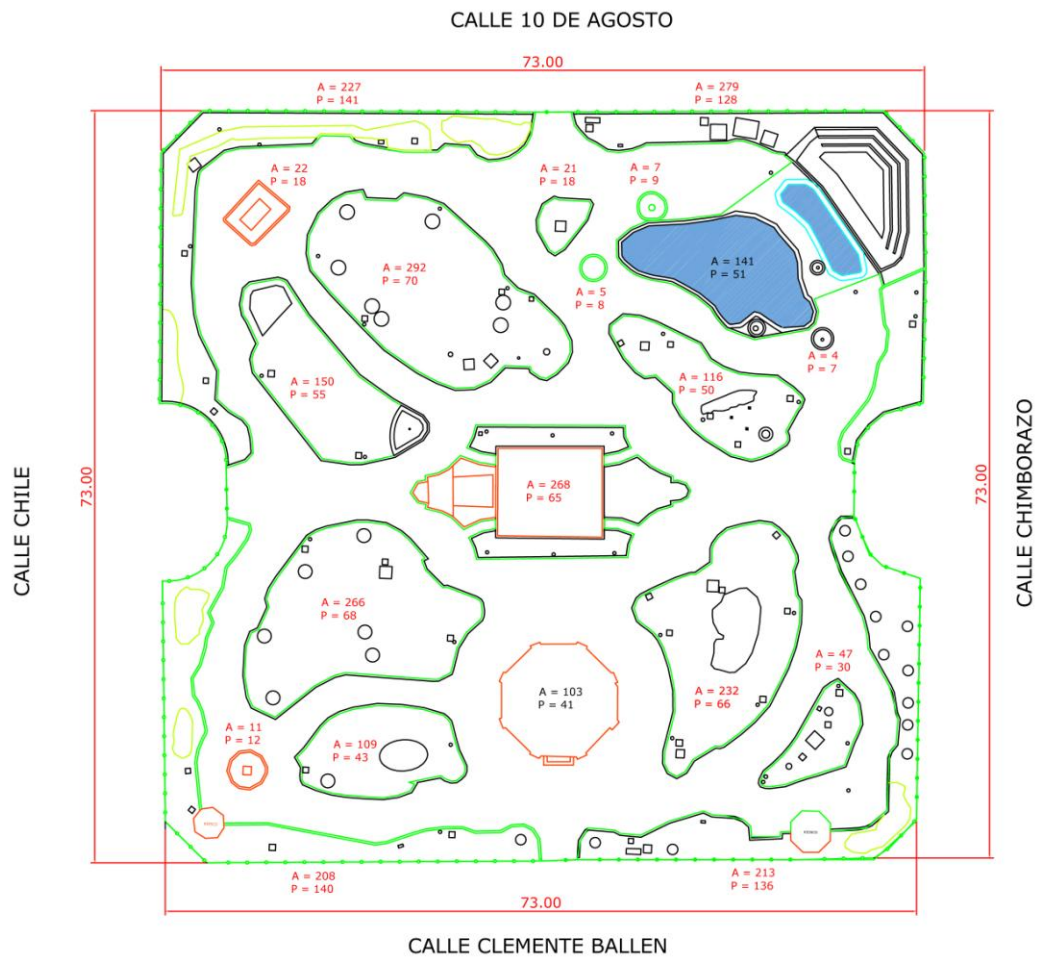 CALLE 10 DE AGOSTO
73.00
A = 227
P = 141
A = 279
P = 128
A = 22
P = 18
A = 21
P = 18
A = 7
P = 9
A = 292
P = 70
A = 141
P = 51
A = 5
P = 8
A = 4
P = 7
A = 150
P = 55
A = 116
P = 50
CALLE CHILE
73.00
A = 268
P = 65
73.00
CALLE CHIMBORAZO
A = 266
P = 68
A = 47
P = 30
A = 103
P = 41
A = 232
P = 66
A = 11
P = 12
A = 109
P = 43
A = 208
P = 140
A = 213
P = 136
73.00
CALLE CLEMENTE BALLEN